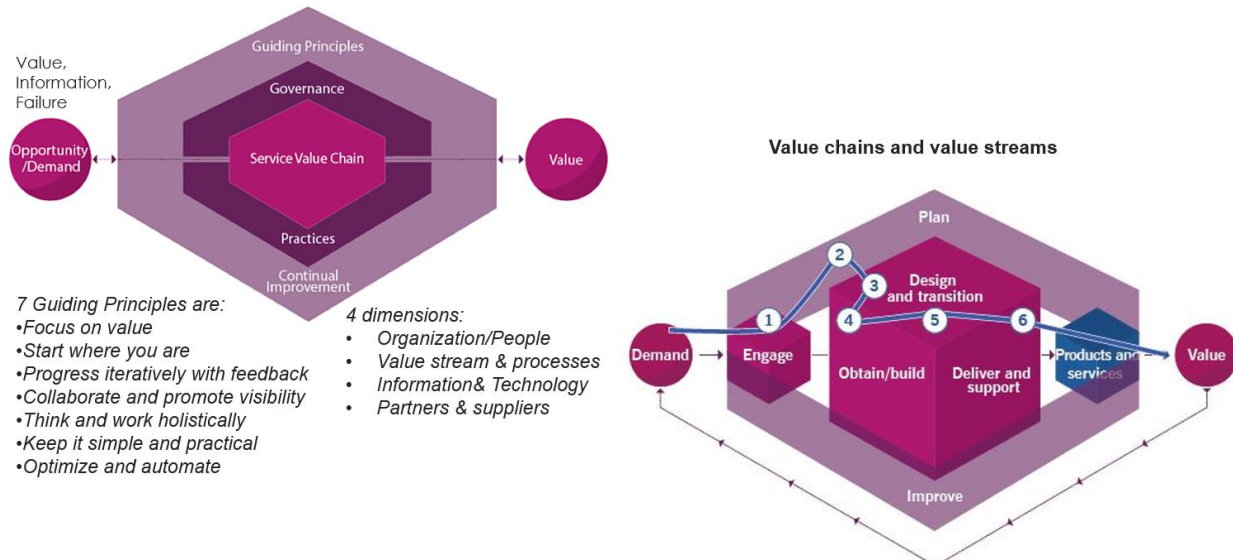 Value,
Information,
Failure
Opportunity
/Demand
Guiding Principles
Governance
Service Value Chain
Practices
Continual
Improvement
Value
7 Guiding Principles are:
•Focus on value
•Start where you are
•Progress iteratively with feedback
•Collaborate and promote visibility
•Think and work holistically
•Keep it simple and practical
•Optimize and automate
4 dimensions:
• Organization/People
• Value stream & processes
• Information& Technology
• Partners & suppliers
Value chains and value streams
Plan
2
Design
and transition
3
1
4
5
6
Demand
Engage
Obtain/build
Deliver and
support
Products and
services
Value
Improve